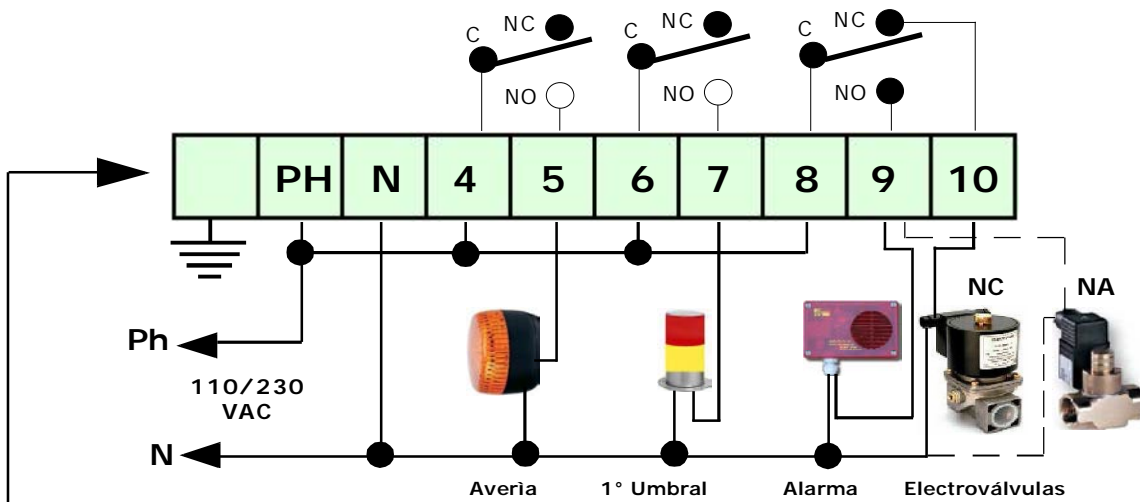 C NC NO
C NC NO
C NC NO
PH N 4 5 6 7 8 9 10
NC NA
Ph
110/230
VAC
N
Averìa 1° Umbral Alarma Electroválvulas